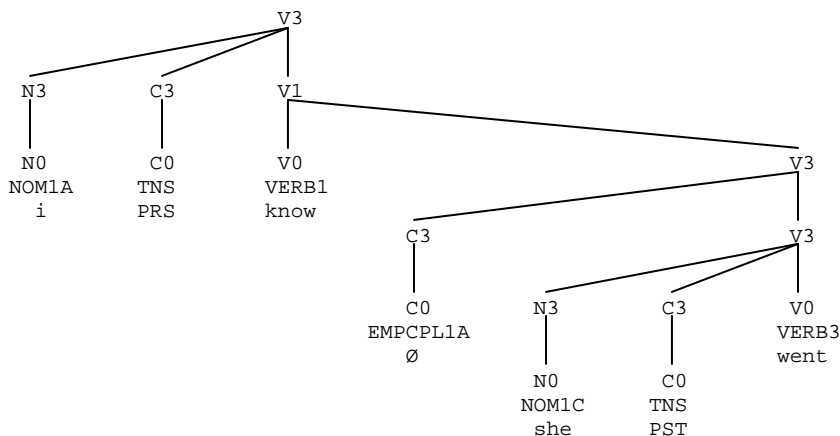 V3
N3 C3 V1
N0 C0 V0 V3
NOM1A TNS VERB1
i PRS know
C3 V3
C0 N3 C3 V0
EMPCPL1A VERB3
Ø went
N0 C0
NOM1C TNS
she PST